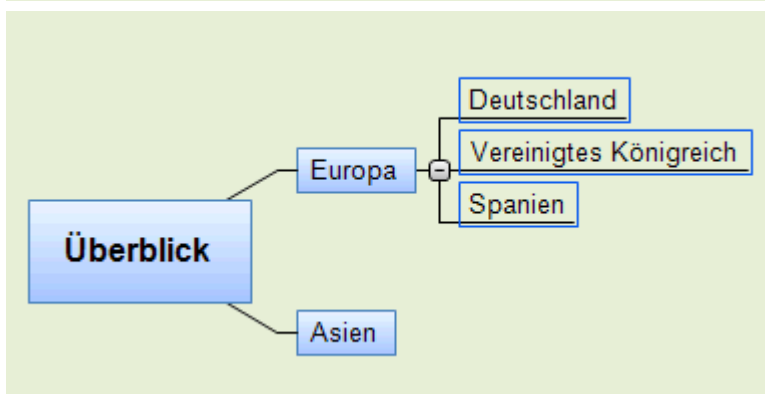 Überblick
Europa
Deutschland
Vereinigtes Königreich
Spanien
Asien